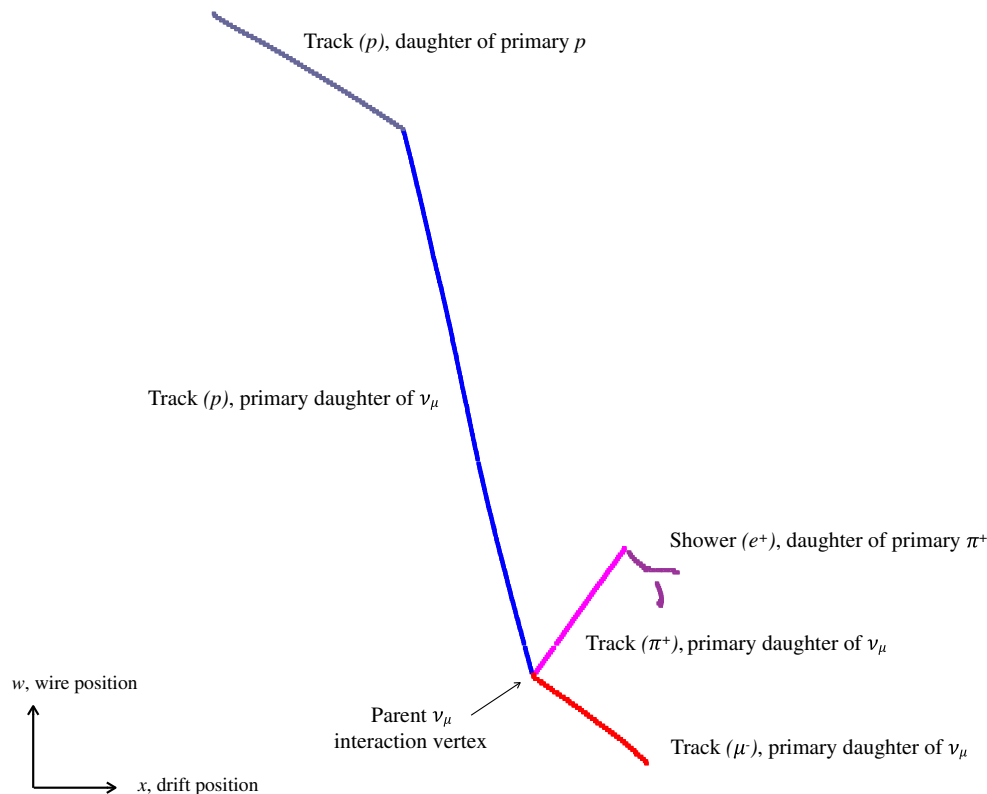 Track (p), daughter of primary p
Track (p), primary daughter of νμ
Shower (e⁺), daughter of primary π⁺
Track (π⁺), primary daughter of νμ
w, wire position
Parent νμ
interaction vertex
Track (μ⁻), primary daughter of νμ
x, drift position